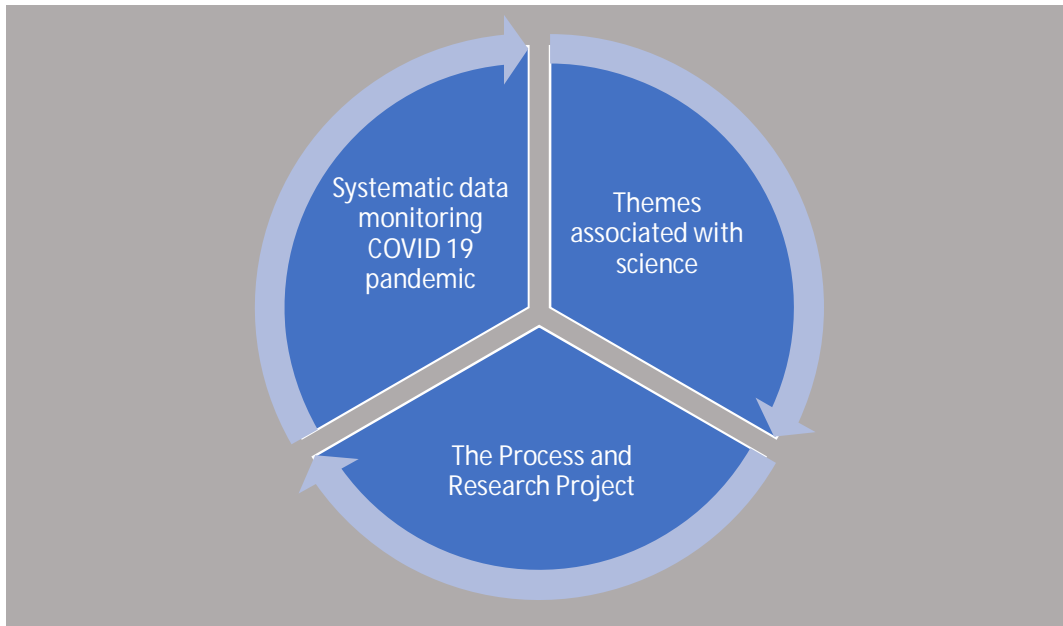 Systematic data
monitoring
COVID 19
pandemic
Themes
associated with
science
The Process and
Research Project